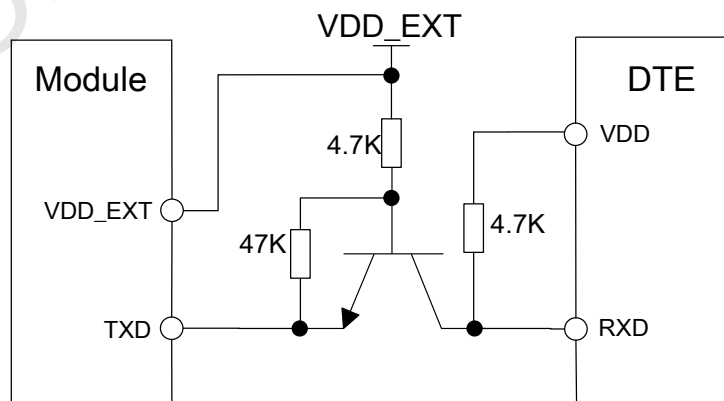 VDD_EXT
Module
DTE
4.7K
VDD
VDD_EXT
47K
4.7K
TXD
RXD